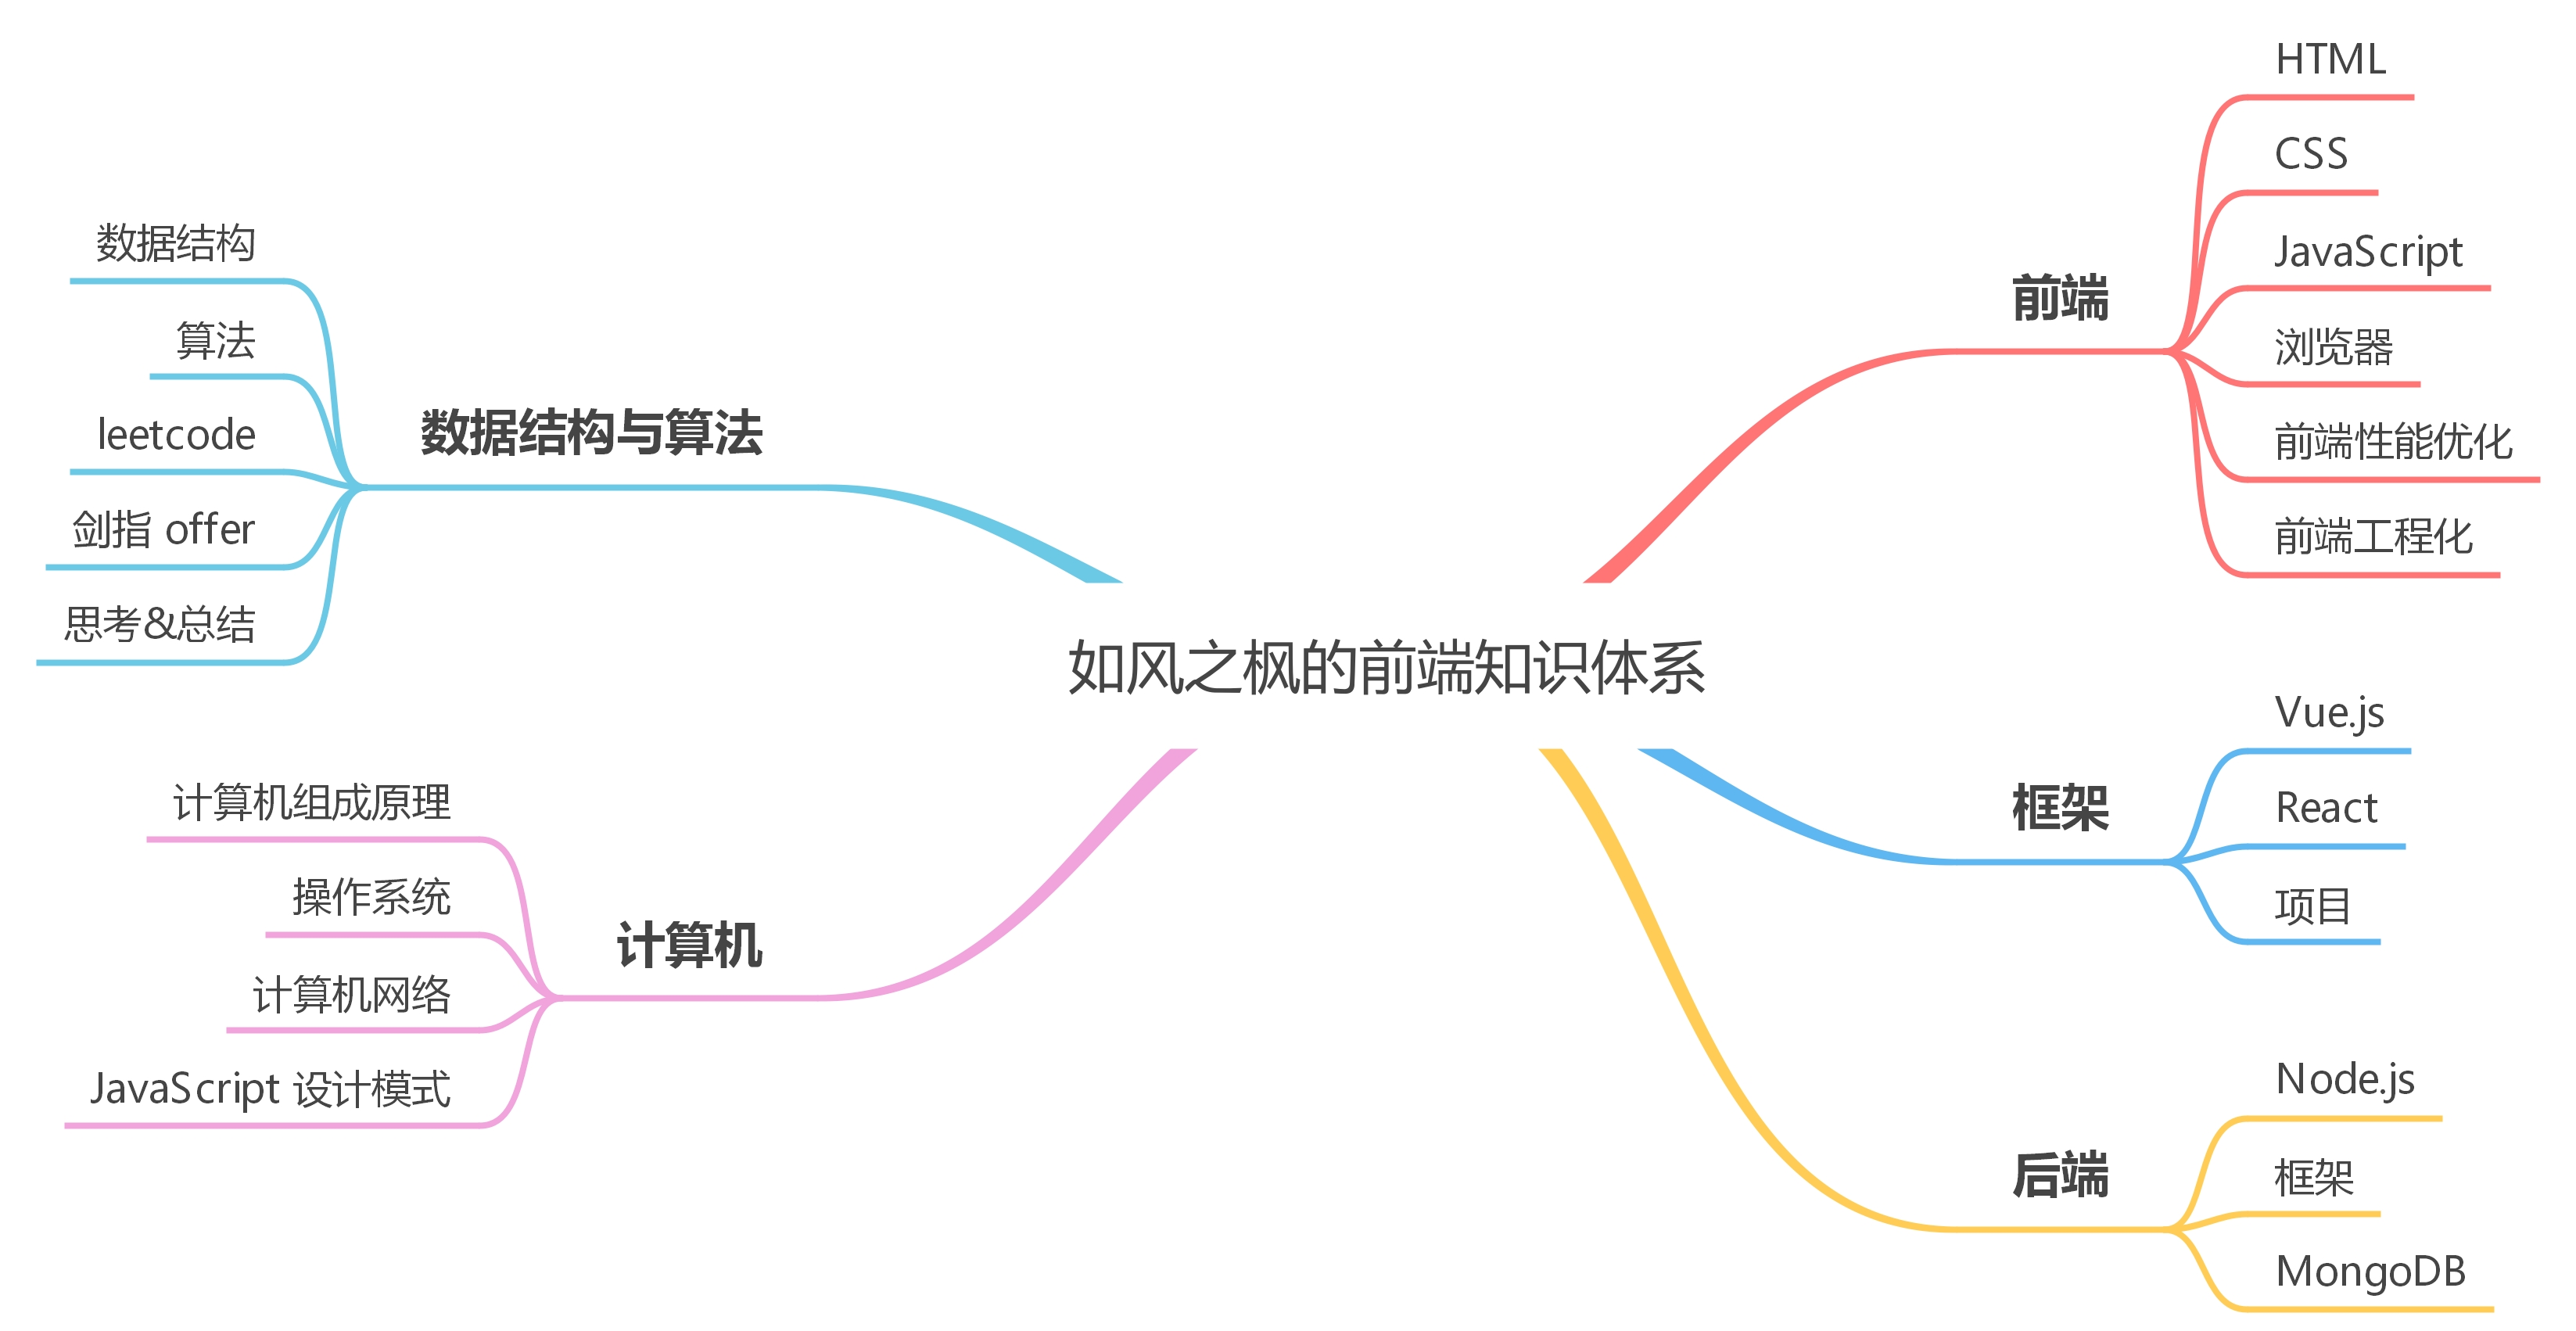 如风之枫的前端知识体系
前端
HTML
CSS
JavaScript
浏览器
前端性能优化
前端工程化
框架
Vue.js
React
项目
后端
Node.js
框架
MongoDB
数据结构与算法
数据结构
算法
leetcode
剑指 offer
思考&总结
计算机
计算机组成原理
操作系统
计算机网络
JavaScript 设计模式